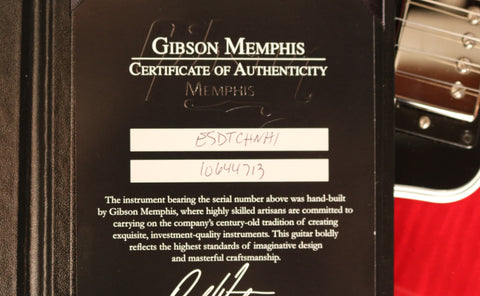 GIBSON MEMPHIS
CERTIFICATE OF AUTHENTICITY
MEMPHIS
ESDTCHNH1
10644713
The instrument bearing the serial number above was hand-built
by Gibson Memphis, where highly skilled artisans are committed to
carrying on the company's century-old tradition of creating
exquisite, investment-quality instruments. This guitar boldly
reflects the highest standards of imaginative design
and masterful craftsmanship.